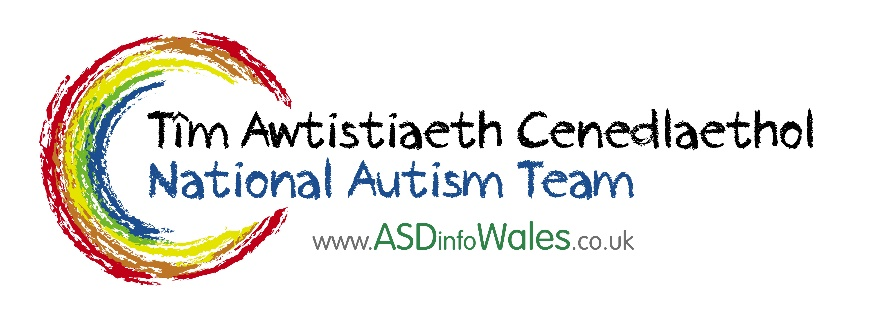 Tîm Awtistiaeth Cenedlaethol
National Autism Team
www.ASDinfoWales.co.uk